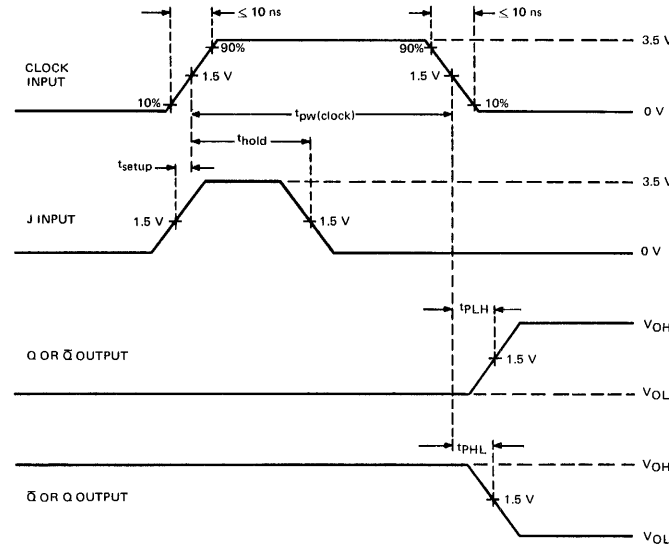 ≤ 10 ns ≤ 10 ns
90% 90% 3.5 V
CLOCK
INPUT
1.5 V 1.5 V
10% 10%
0 V
tpw(clock)
thold
tsetup
3.5 V
J INPUT
1.5 V 1.5 V
0 V
tPLH
VOH
Q OR Q̅ OUTPUT
1.5 V
VOL
tPHL
VOH
Q̅ OR Q OUTPUT
1.5 V
VOL